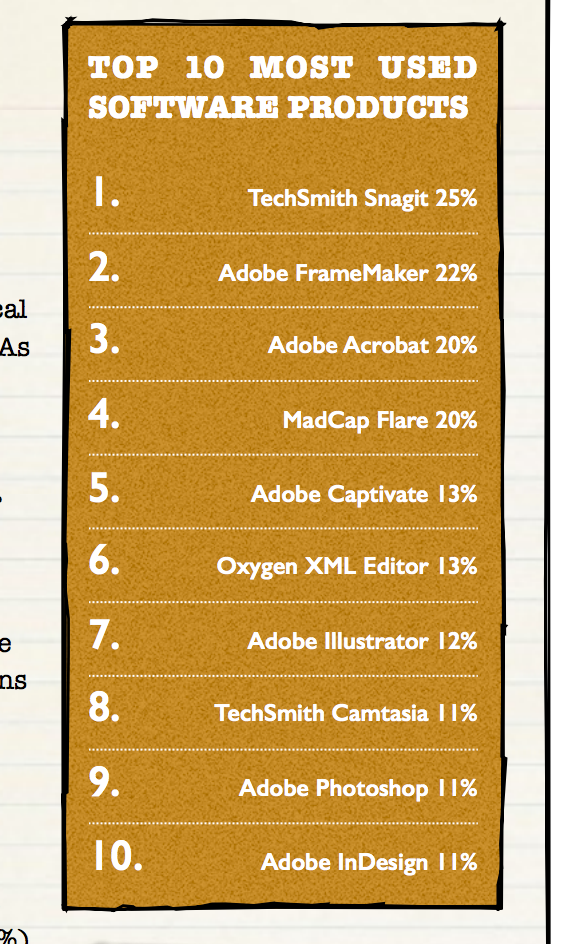 TOP 10 MOST USED
SOFTWARE PRODUCTS
1. TechSmith Snagit 25%
2. Adobe FrameMaker 22%
cal
3. Adobe Acrobat 20%
As
4. MadCap Flare 20%
5. Adobe Captivate 13%
6. Oxygen XML Editor 13%
7. Adobe Illustrator 12%
e
ns
8. TechSmith Camtasia 11%
9. Adobe Photoshop 11%
10. Adobe InDesign 11%
%)